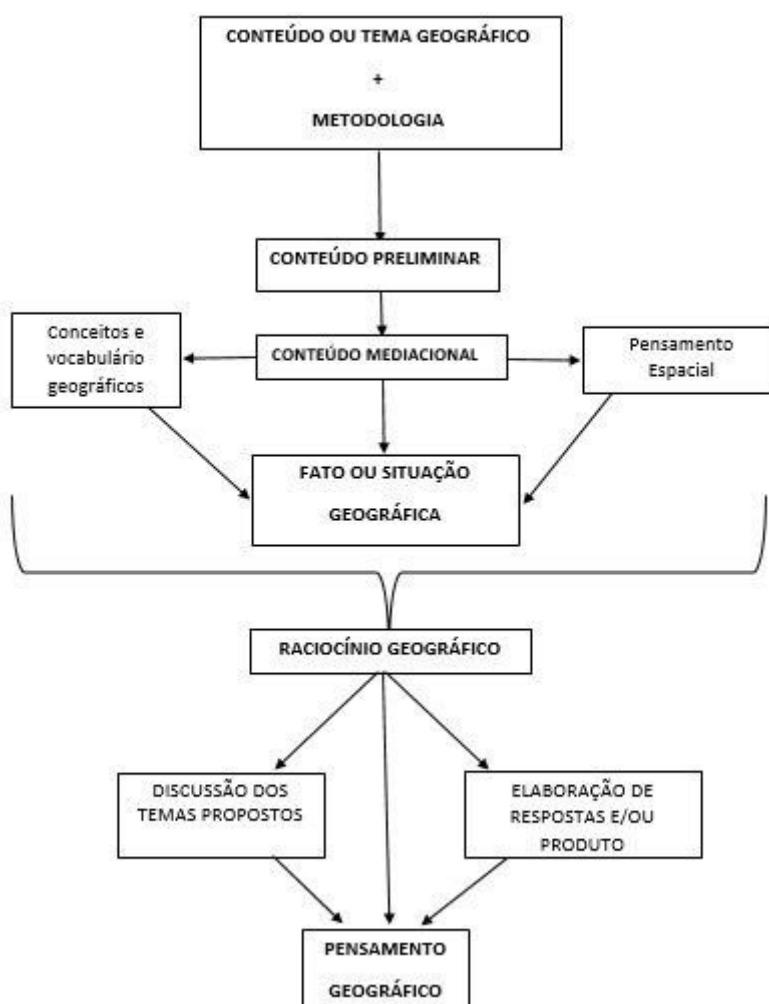 CONTEÚDO OU TEMA GEOGRÁFICO
+
METODOLOGIA
CONTEÚDO PRELIMINAR
Conceitos e
vocabulário
geográficos
CONTEÚDO MEDIACIONAL
Pensamento
Espacial
FATO OU SITUAÇÃO
GEOGRÁFICA
RACIOCÍNIO GEOGRÁFICO
DISCUSSÃO DOS
TEMAS PROPOSTOS
ELABORAÇÃO DE
RESPOSTAS E/OU
PRODUTO
PENSAMENTO
GEOGRÁFICO